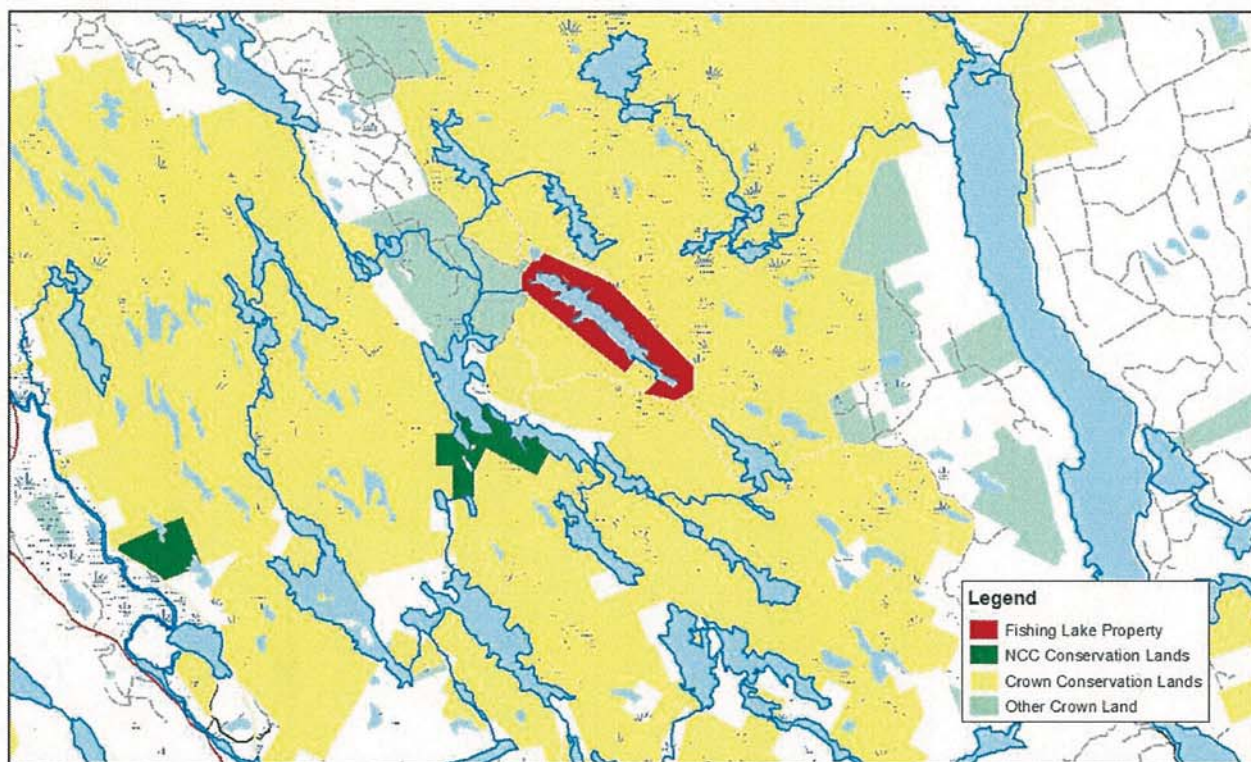 Legend
Fishing Lake Property
NCC Conservation Lands
Crown Conservation Lands
Other Crown Land